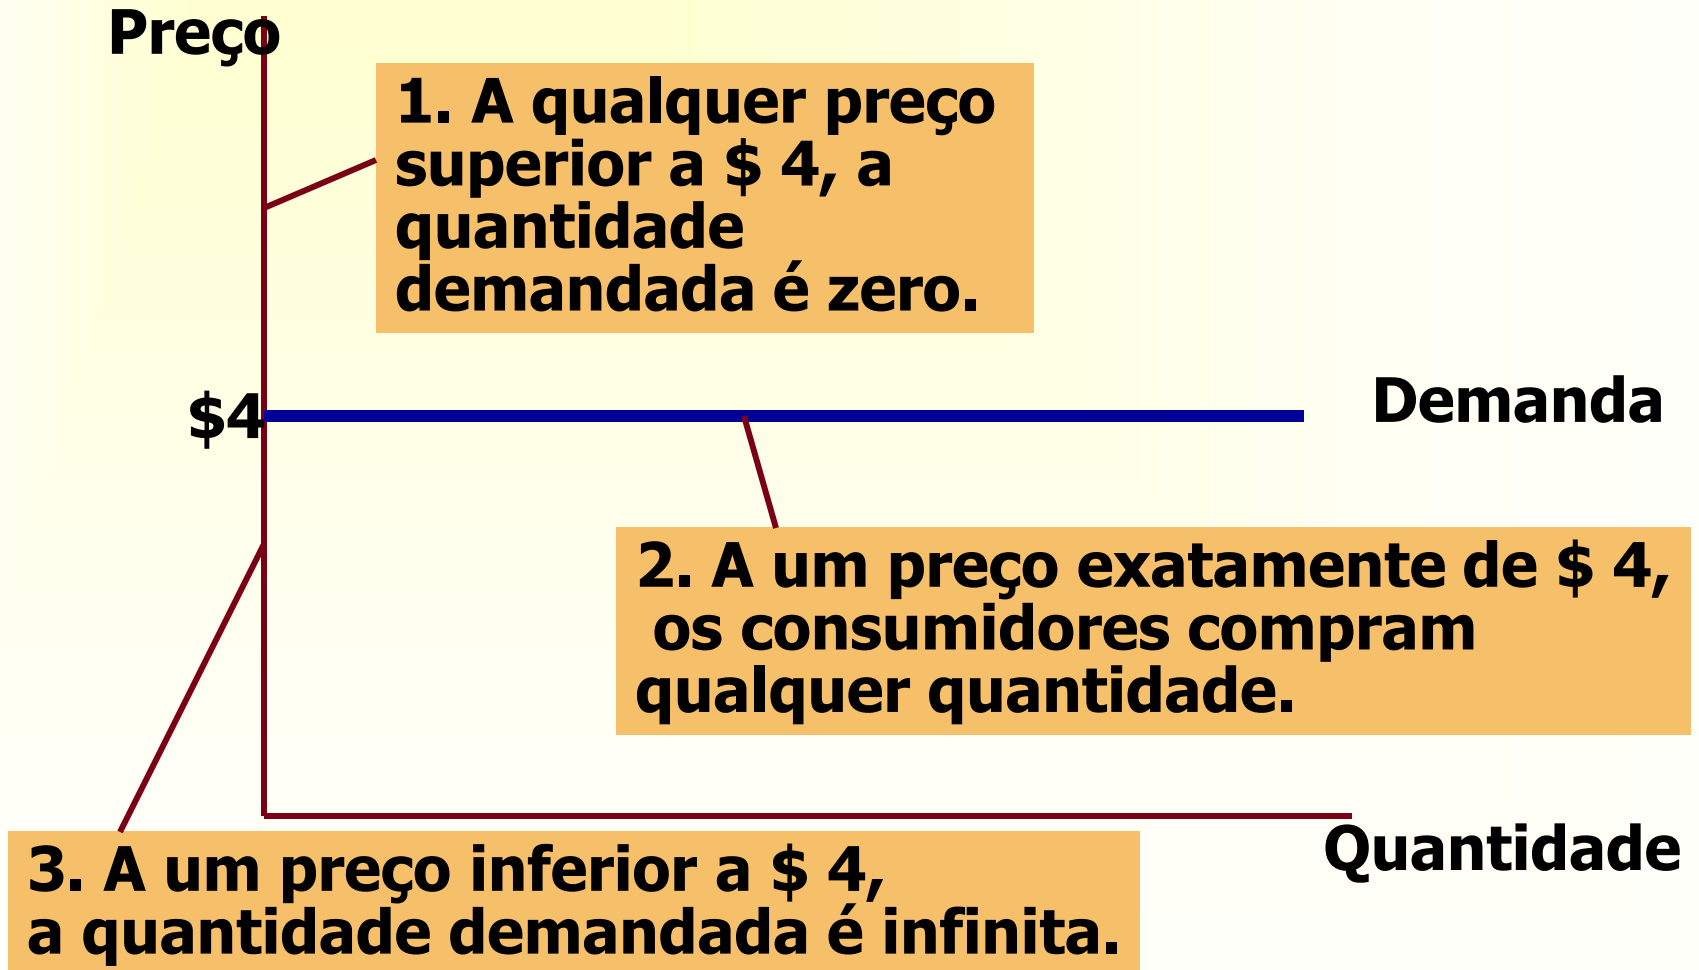 Preço
1. A qualquer preço
superior a $ 4, a
quantidade
demandada é zero.
$4
Demanda
2. A um preço exatamente de $ 4,
os consumidores compram
qualquer quantidade.
Quantidade
3. A um preço inferior a $ 4,
a quantidade demandada é infinita.